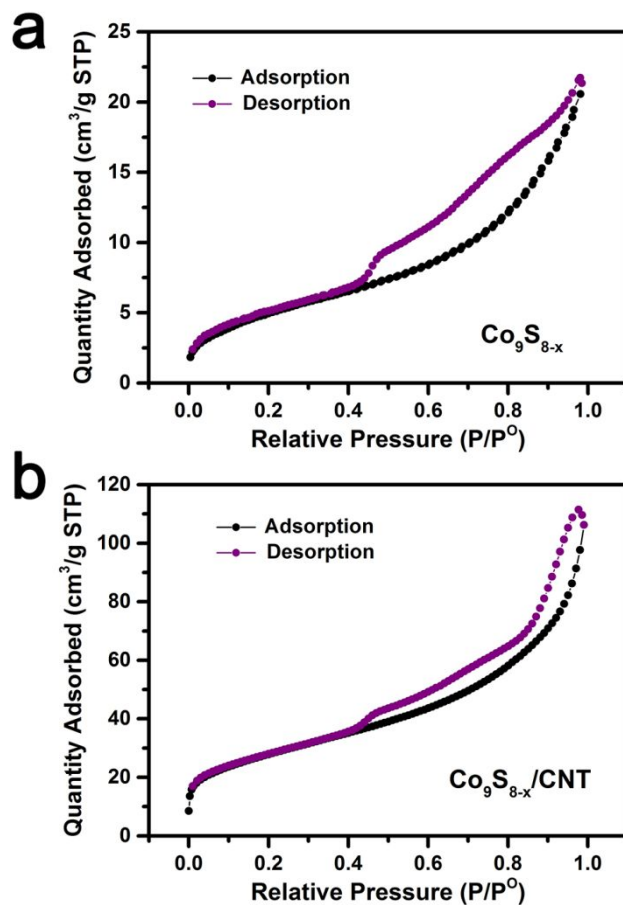 a
25
20
15
10
5
0
Quantity Adsorbed (cm³/g STP)
Adsorption
Desorption
Co₉S₈₋ₓ
0.0 0.2 0.4 0.6 0.8 1.0
Relative Pressure (P/P⁰)
b
120
100
80
60
40
20
0
Quantity Adsorbed (cm³/g STP)
Adsorption
Desorption
Co₉S₈₋ₓ/CNT
0.0 0.2 0.4 0.6 0.8 1.0
Relative Pressure (P/P⁰)